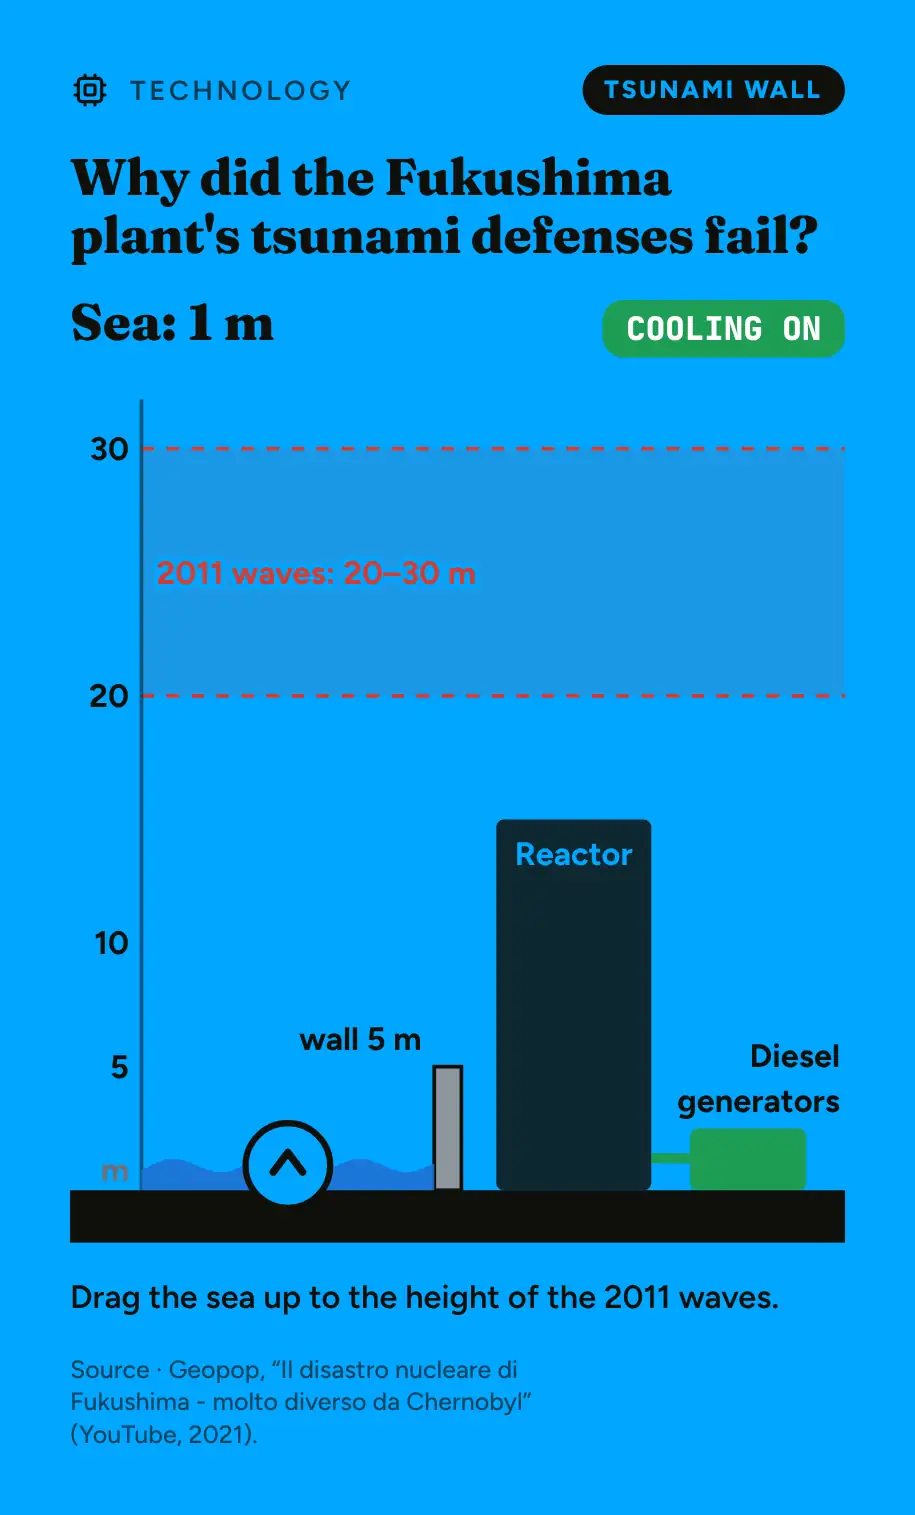 TECHNOLOGY
TSUNAMI WALL
Why did the Fukushima
plant's tsunami defenses fail?
Sea: 1 m
COOLING ON
30
2011 waves: 20–30 m
20
Reactor
10
wall 5 m
5
Diesel
generators
m
Drag the sea up to the height of the 2011 waves.
Source · Geopop, “Il disastro nucleare di
Fukushima - molto diverso da Chernobyl”
(YouTube, 2021).